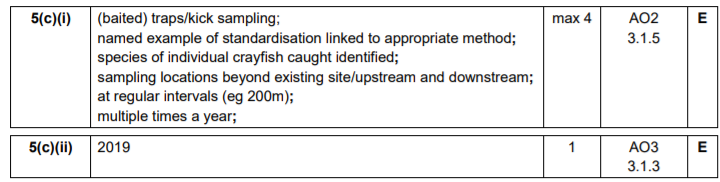 5(c)(i) (baited) traps/kick sampling; max 4 AO2 E
named example of standardisation linked to appropriate method; 3.1.5
species of individual crayfish caught identified;
sampling locations beyond existing site/upstream and downstream;
at regular intervals (eg 200m);
multiple times a year;
5(c)(ii) 2019 1 AO3 E
3.1.3